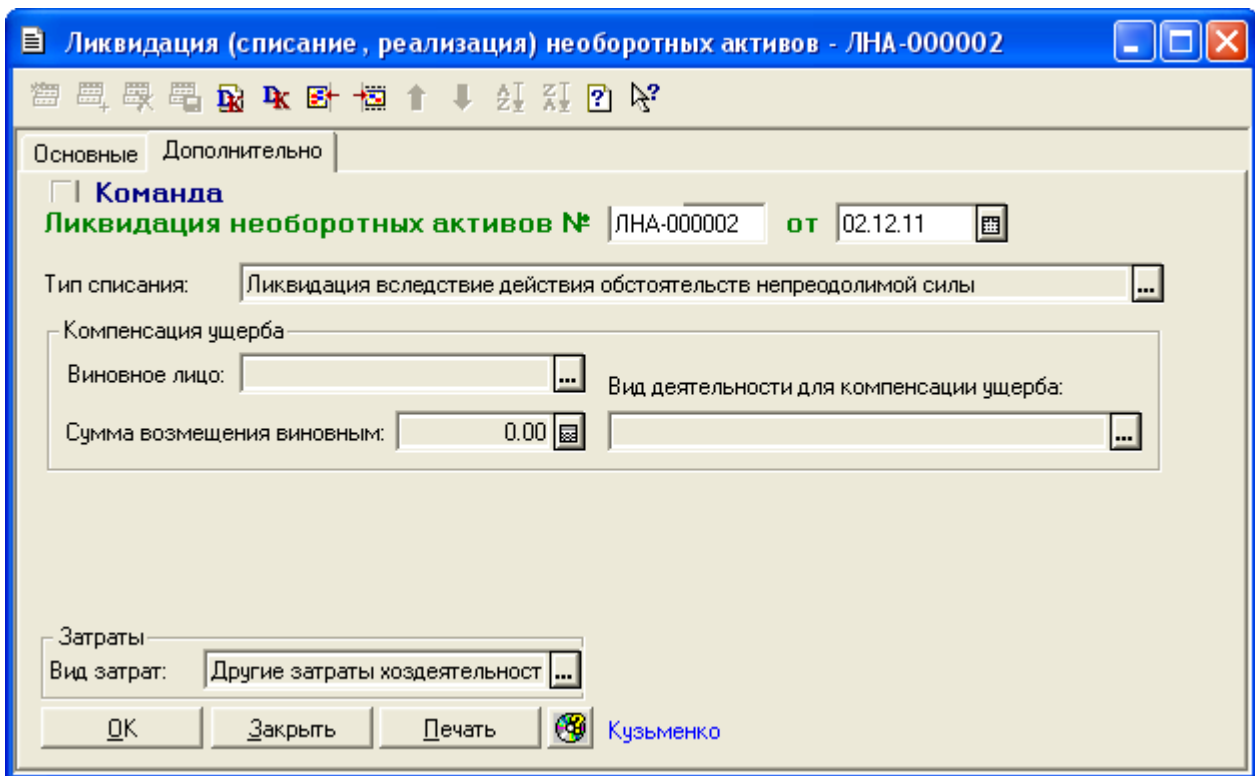 Ликвидация (списание , реализация) необоротных активов - ЛНА-000002
Основные Дополнительно
Команда
Ликвидация необоротных активов № ЛНА-000002 от 02.12.11
Тип списания: Ликвидация вследствие действия обстоятельств непреодолимой силы ...
Компенсация ущерба
Виновное лицо: ...
Вид деятельности для компенсации ущерба:
Сумма возмещения виновным: 0.00 ...
Затраты
Вид затрат: Другие затраты хоздеятельност ...
OK Закрыть Печать Кузьменко